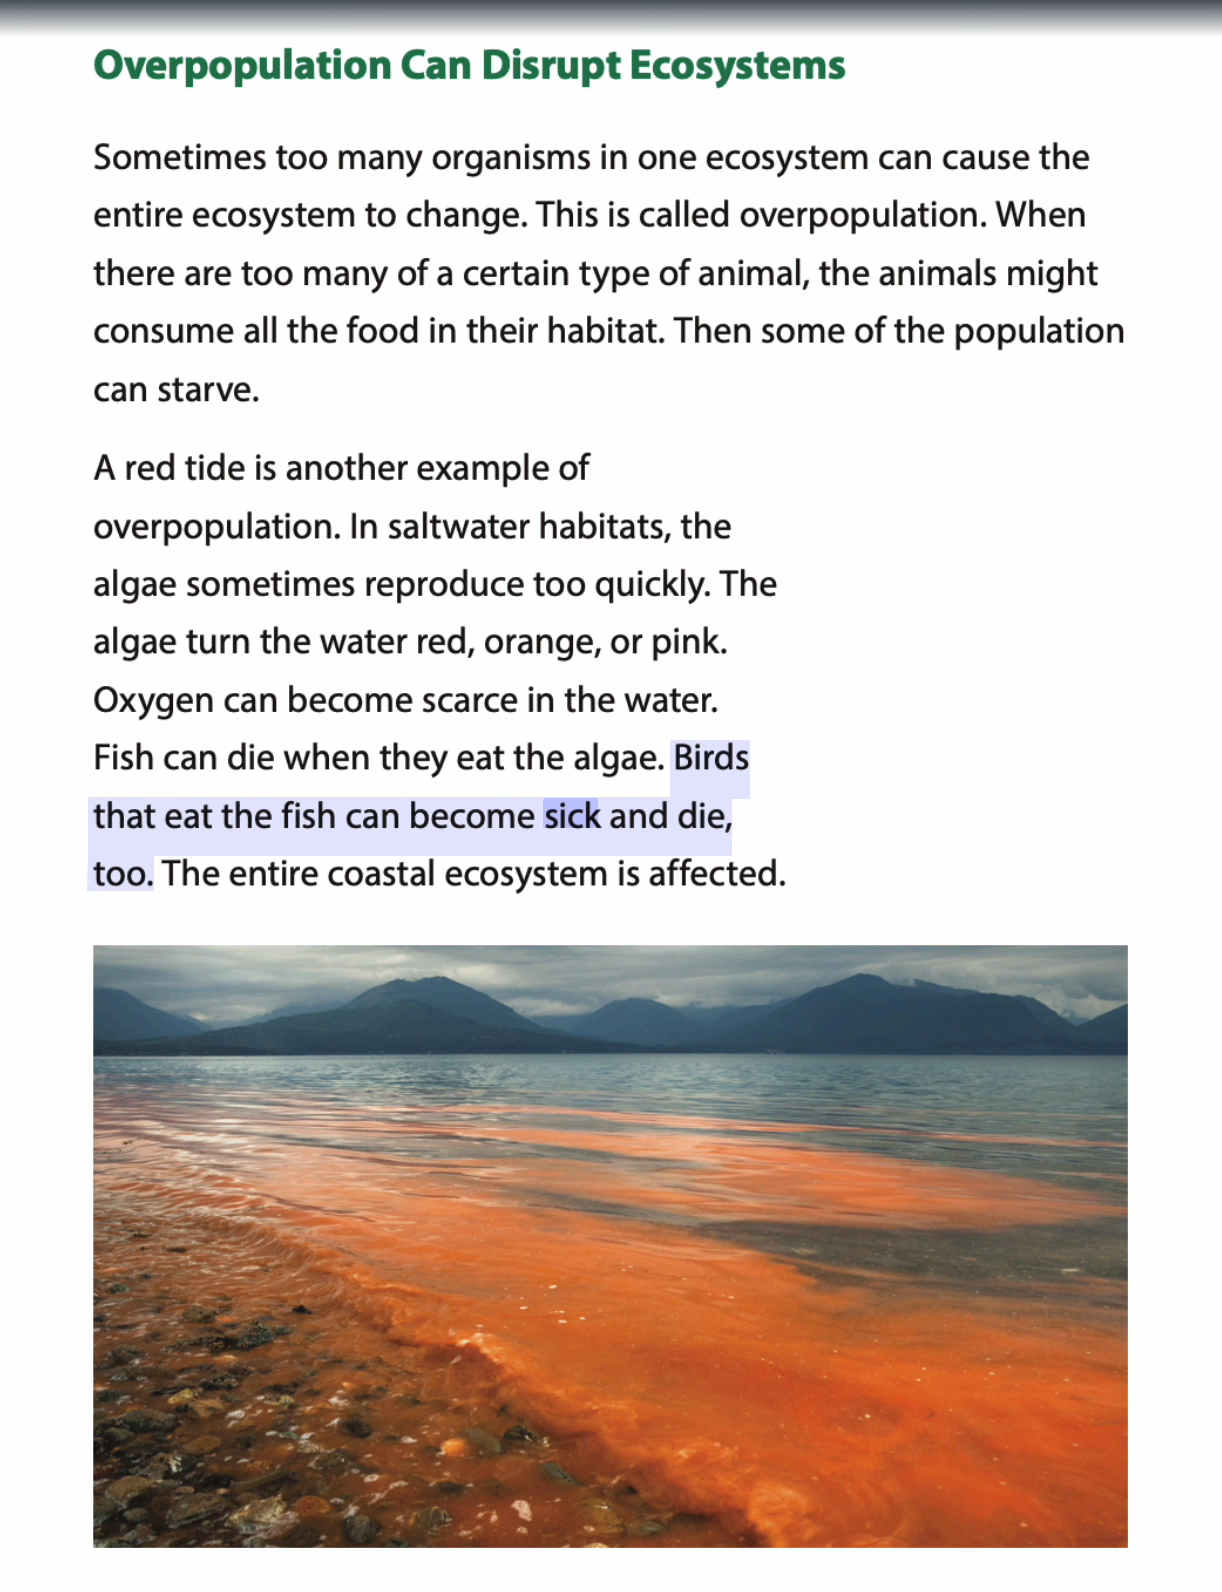 Overpopulation Can Disrupt Ecosystems
Sometimes too many organisms in one ecosystem can cause the
entire ecosystem to change. This is called overpopulation. When
there are too many of a certain type of animal, the animals might
consume all the food in their habitat. Then some of the population
can starve.
A red tide is another example of
overpopulation. In saltwater habitats, the
algae sometimes reproduce too quickly. The
algae turn the water red, orange, or pink.
Oxygen can become scarce in the water.
Fish can die when they eat the algae. Birds
that eat the fish can become sick and die,
too. The entire coastal ecosystem is affected.